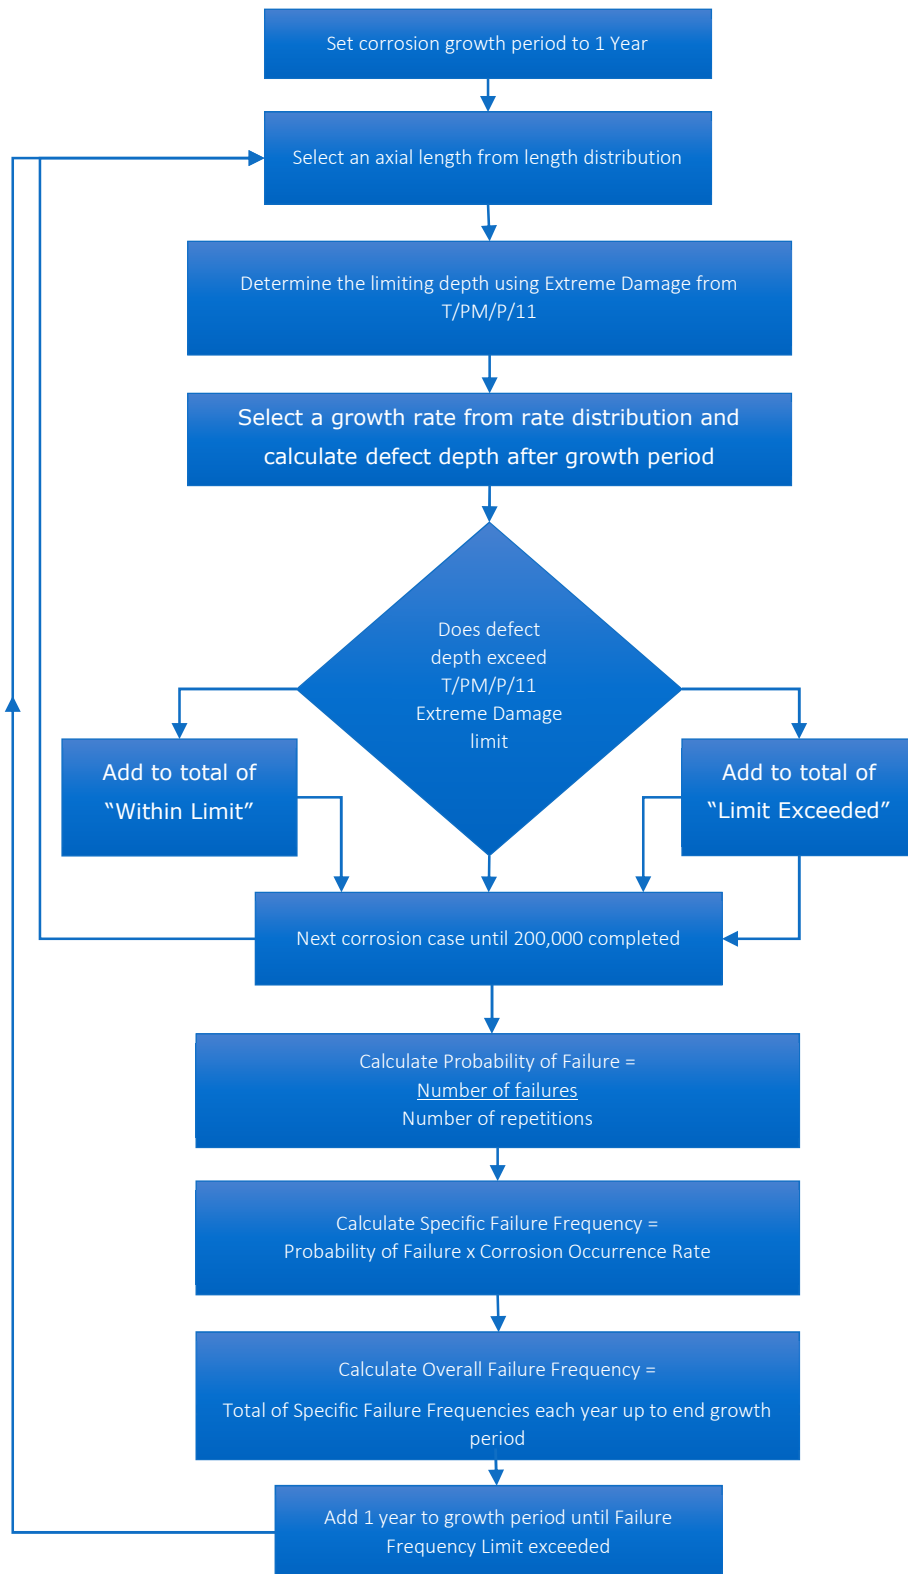 Set corrosion growth period to 1 Year
Select an axial length from length distribution
Determine the limiting depth using Extreme Damage from
T/PM/P/11
Select a growth rate from rate distribution and
calculate defect depth after growth period
Does defect
depth exceed
T/PM/P/11
Extreme Damage
limit
Add to total of
“Within Limit”
Add to total of
“Limit Exceeded”
Next corrosion case until 200,000 completed
Calculate Probability of Failure =
Number of failures
Number of repetitions
Calculate Specific Failure Frequency =
Probability of Failure x Corrosion Occurrence Rate
Calculate Overall Failure Frequency =
Total of Specific Failure Frequencies each year up to end growth
period
Add 1 year to growth period until Failure
Frequency Limit exceeded